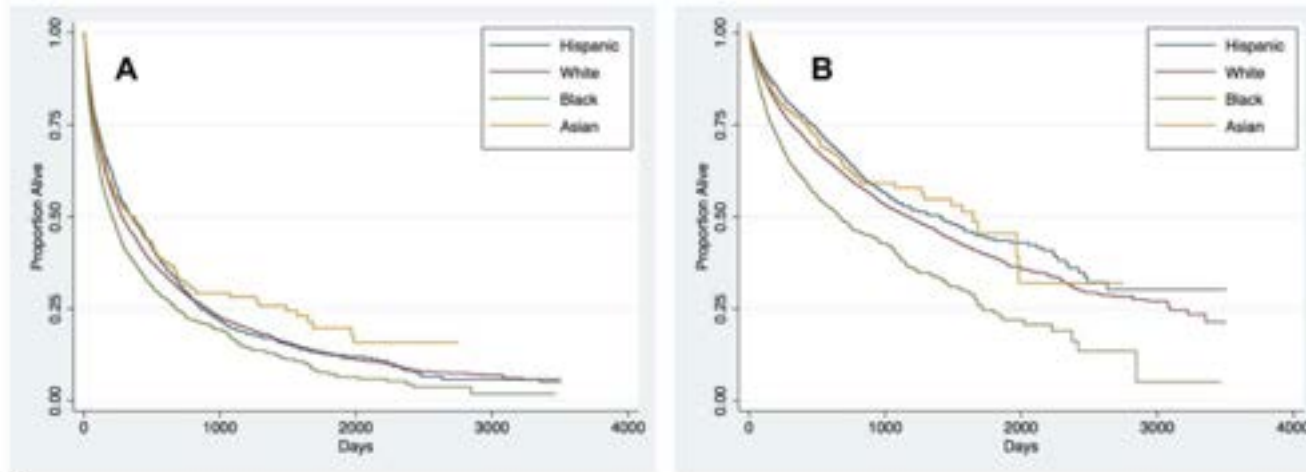 A
Hispanic
White
Black
Asian
Proportion Alive
1.00
0.75
0.50
0.25
0.00
0
1000
2000
3000
4000
Days
B
Hispanic
White
Black
Asian
Proportion Alive
1.00
0.75
0.50
0.25
0.00
0
1000
2000
3000
4000
Days